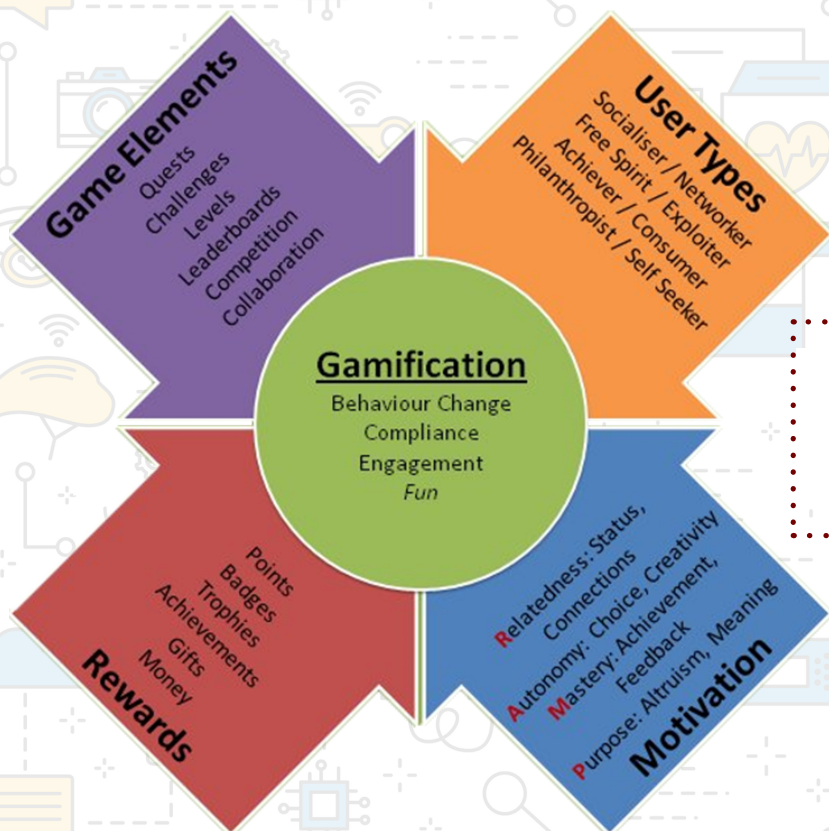 Game Elements
Quests
Challenges
Levels
Leaderboards
Competition
Collaboration
User Types
Socialiser / Networker
Free Spirit / Exploiter
Achiever / Consumer
Philanthropist / Self Seeker
Gamification
Behaviour Change
Compliance
Engagement
Fun
Points
Badges
Trophies
Achievements
Gifts
Money
Rewards
Relatedness: Status,
Connections
Autonomy: Choice, Creativity
Mastery: Achievement,
Feedback
Purpose: Altruism, Meaning
Motivation